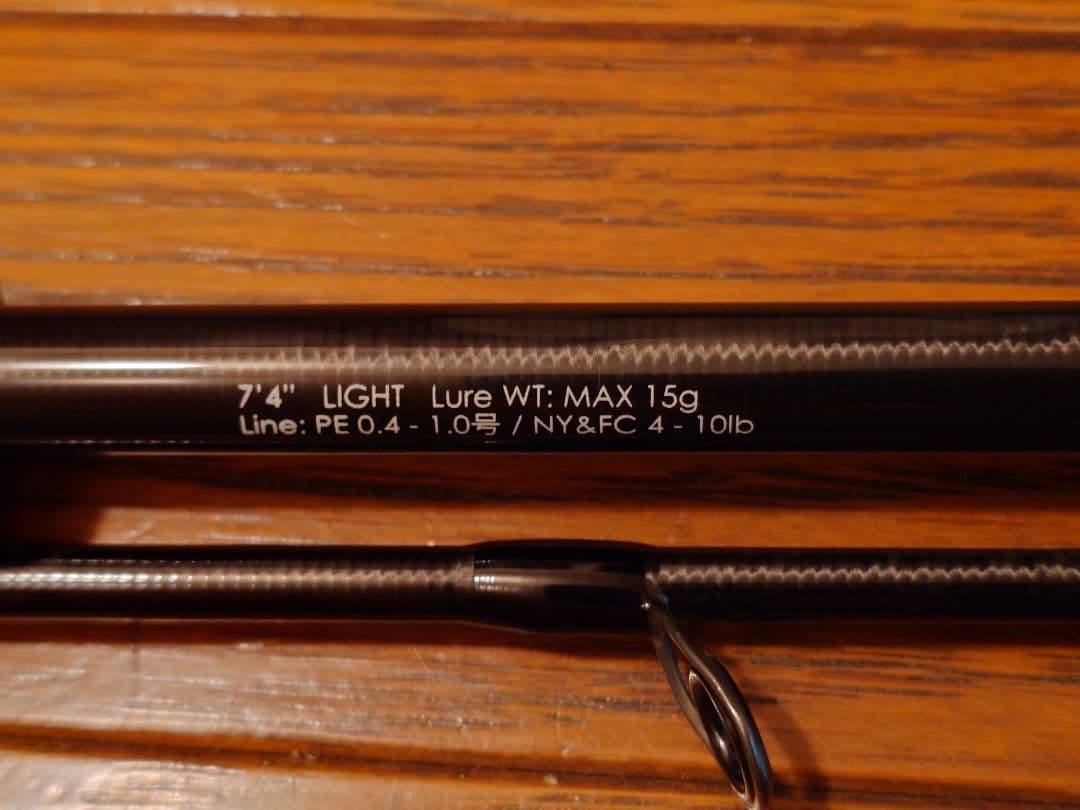 7'4" LIGHT Lure WT: MAX 15g
Line: PE 0.4 - 1.0号 / NY&FC 4 - 10lb